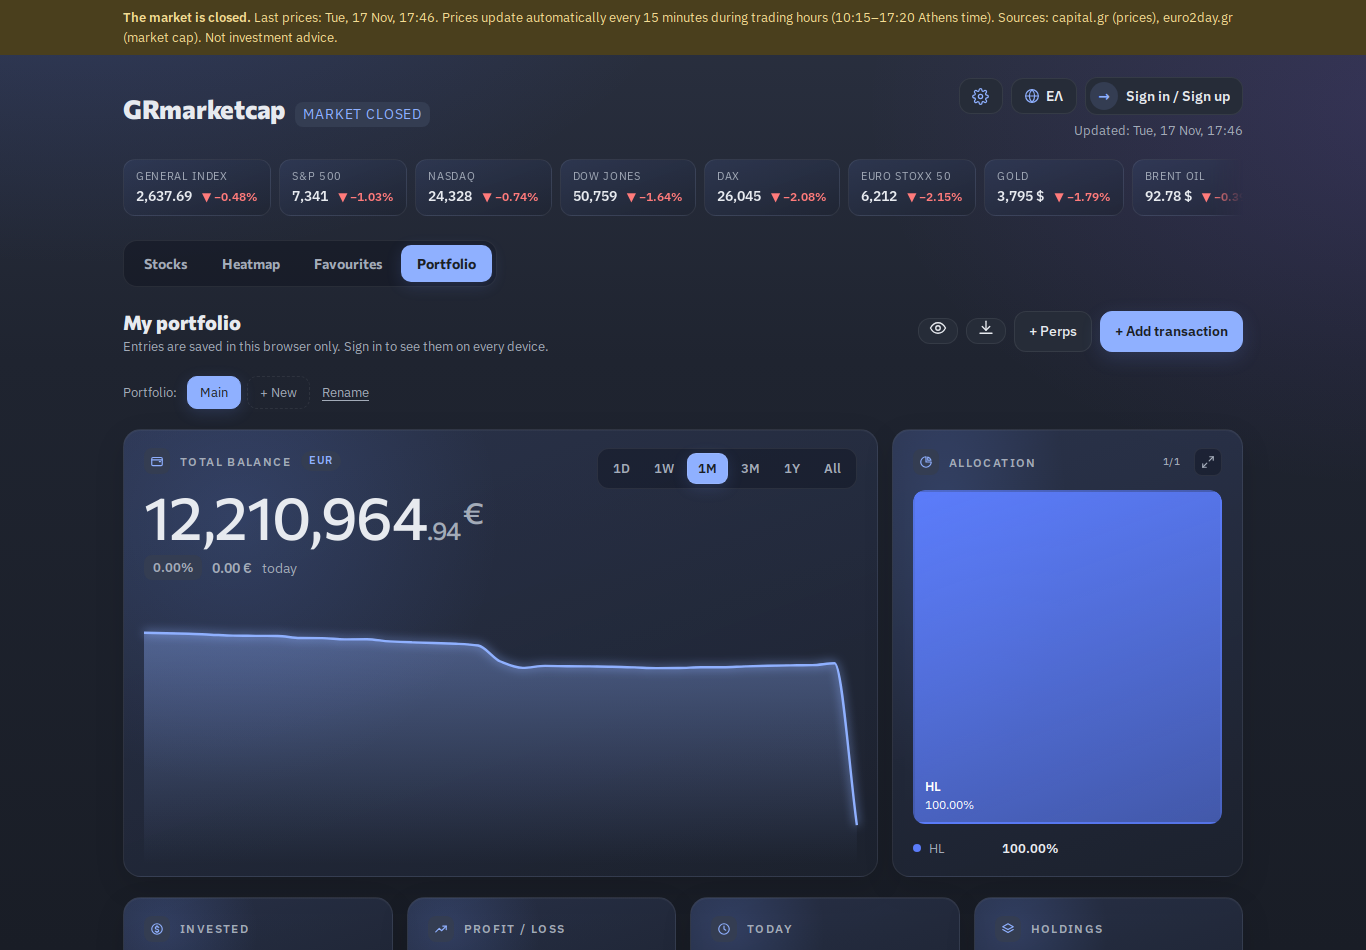 The market is closed. Last prices: Tue, 17 Nov, 17:46. Prices update automatically every 15 minutes during trading hours (10:15–17:20 Athens time). Sources: capital.gr (prices), euro2day.gr
(market cap). Not investment advice.
GRmarketcap MARKET CLOSED
ΕΛ
→ Sign in / Sign up
Updated: Tue, 17 Nov, 17:46
GENERAL INDEX
2,637.69 ▼ −0.48%
S&P 500
7,341 ▼ −1.03%
NASDAQ
24,328 ▼ −0.74%
DOW JONES
50,759 ▼ −1.64%
DAX
26,045 ▼ −2.08%
EURO STOXX 50
6,212 ▼ −2.15%
GOLD
3,795 $ ▼ −1.79%
BRENT OIL
92.78 $ ▼ −0.3
Stocks Heatmap Favourites Portfolio
My portfolio
Entries are saved in this browser only. Sign in to see them on every device.
+ Perps
+ Add transaction
Portfolio: Main + New Rename
TOTAL BALANCE EUR
1D 1W 1M 3M 1Y All
12,210,964.94 €
0.00% 0.00 € today
ALLOCATION 1/1
HL
100.00%
HL 100.00%
INVESTED
PROFIT / LOSS
TODAY
HOLDINGS